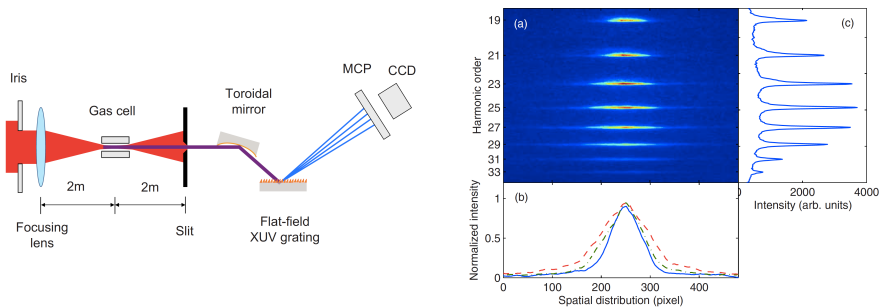 Iris
Gas cell
Toroidal
mirror
MCP
CCD
2m
2m
Focusing
lens
Slit
Flat-field
XUV grating
(a)
Harmonic order
19
21
23
25
27
29
31
33
(c)
0
2000
4000
Intensity (arb. units)
(b)
Normalized intensity
1
0.5
0
0
100
200
300
400
Spatial distribution (pixel)